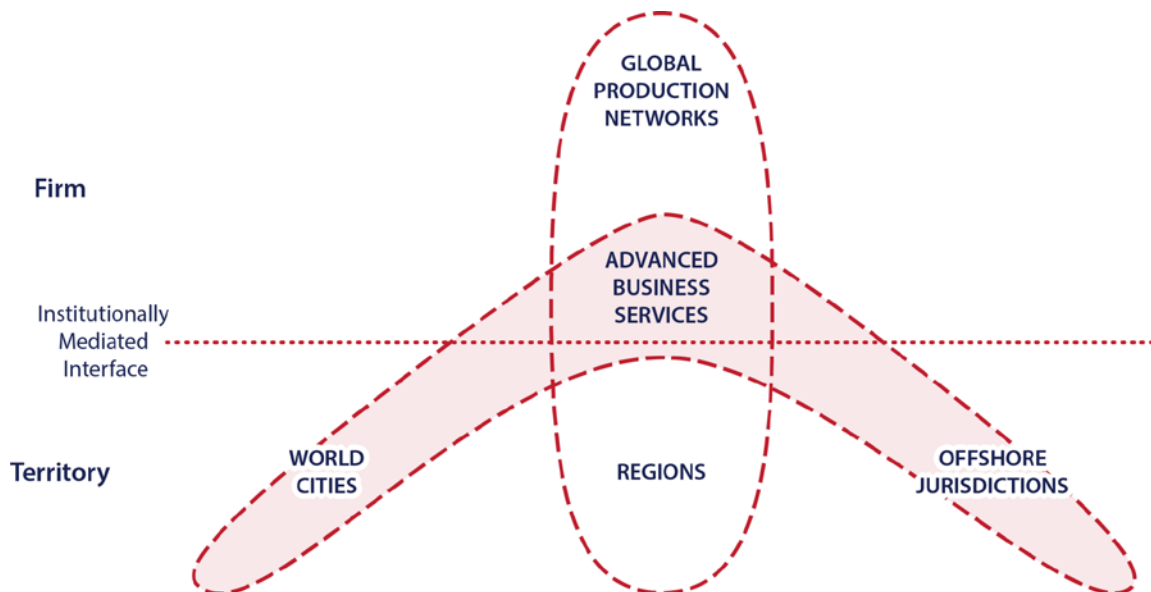 GLOBAL
PRODUCTION
NETWORKS
Firm
ADVANCED
BUSINESS
SERVICES
Institutionally
Mediated
Interface
WORLD
CITIES
Territory
REGIONS
OFFSHORE
JURISDICTIONS